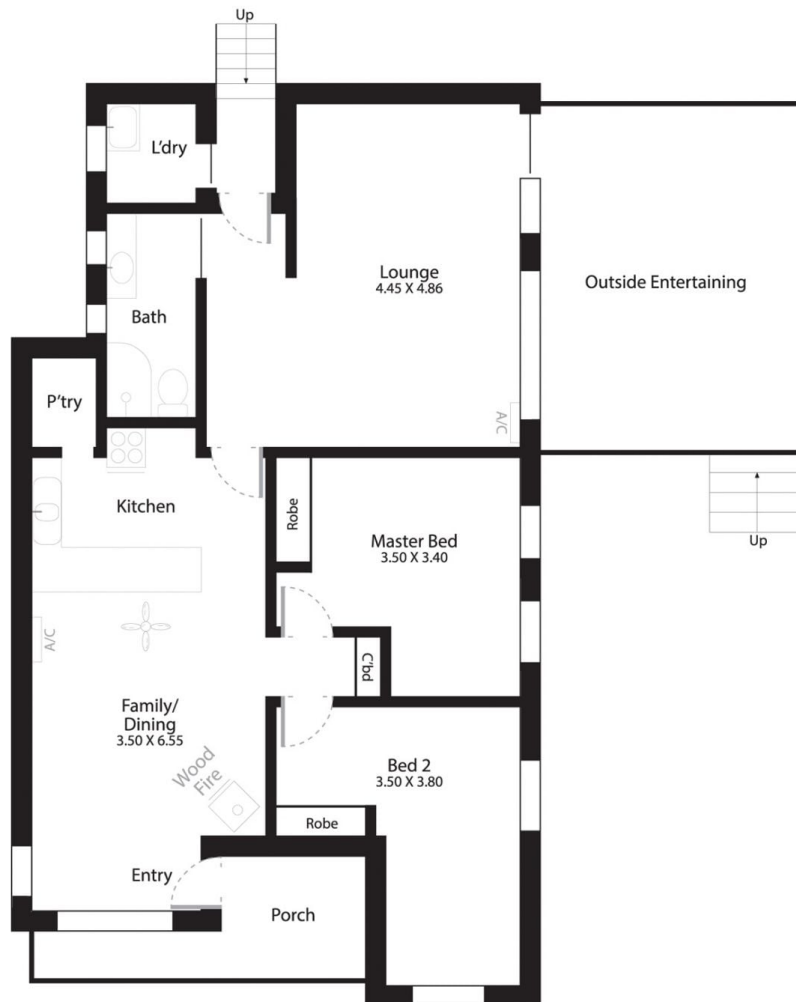 Up
L'dry
Lounge
4.45 X 4.86
Outside Entertaining
Bath
P'try
A/C
Kitchen
Robe
Master Bed
3.50 X 3.40
Up
A/C
C'bd
Family/
Dining
3.50 X 6.55
Wood
Fire
Bed 2
3.50 X 3.80
Robe
Entry
Porch